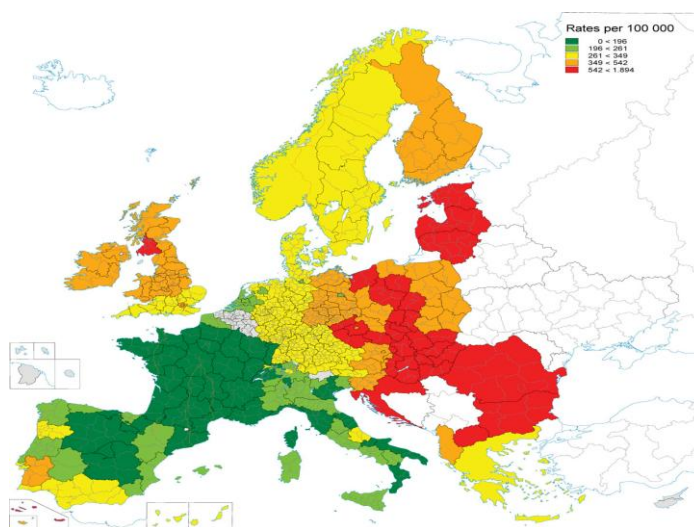 Rates per 100 000
0 < 196
196 < 261
261 < 349
349 < 542
542 < 1.894